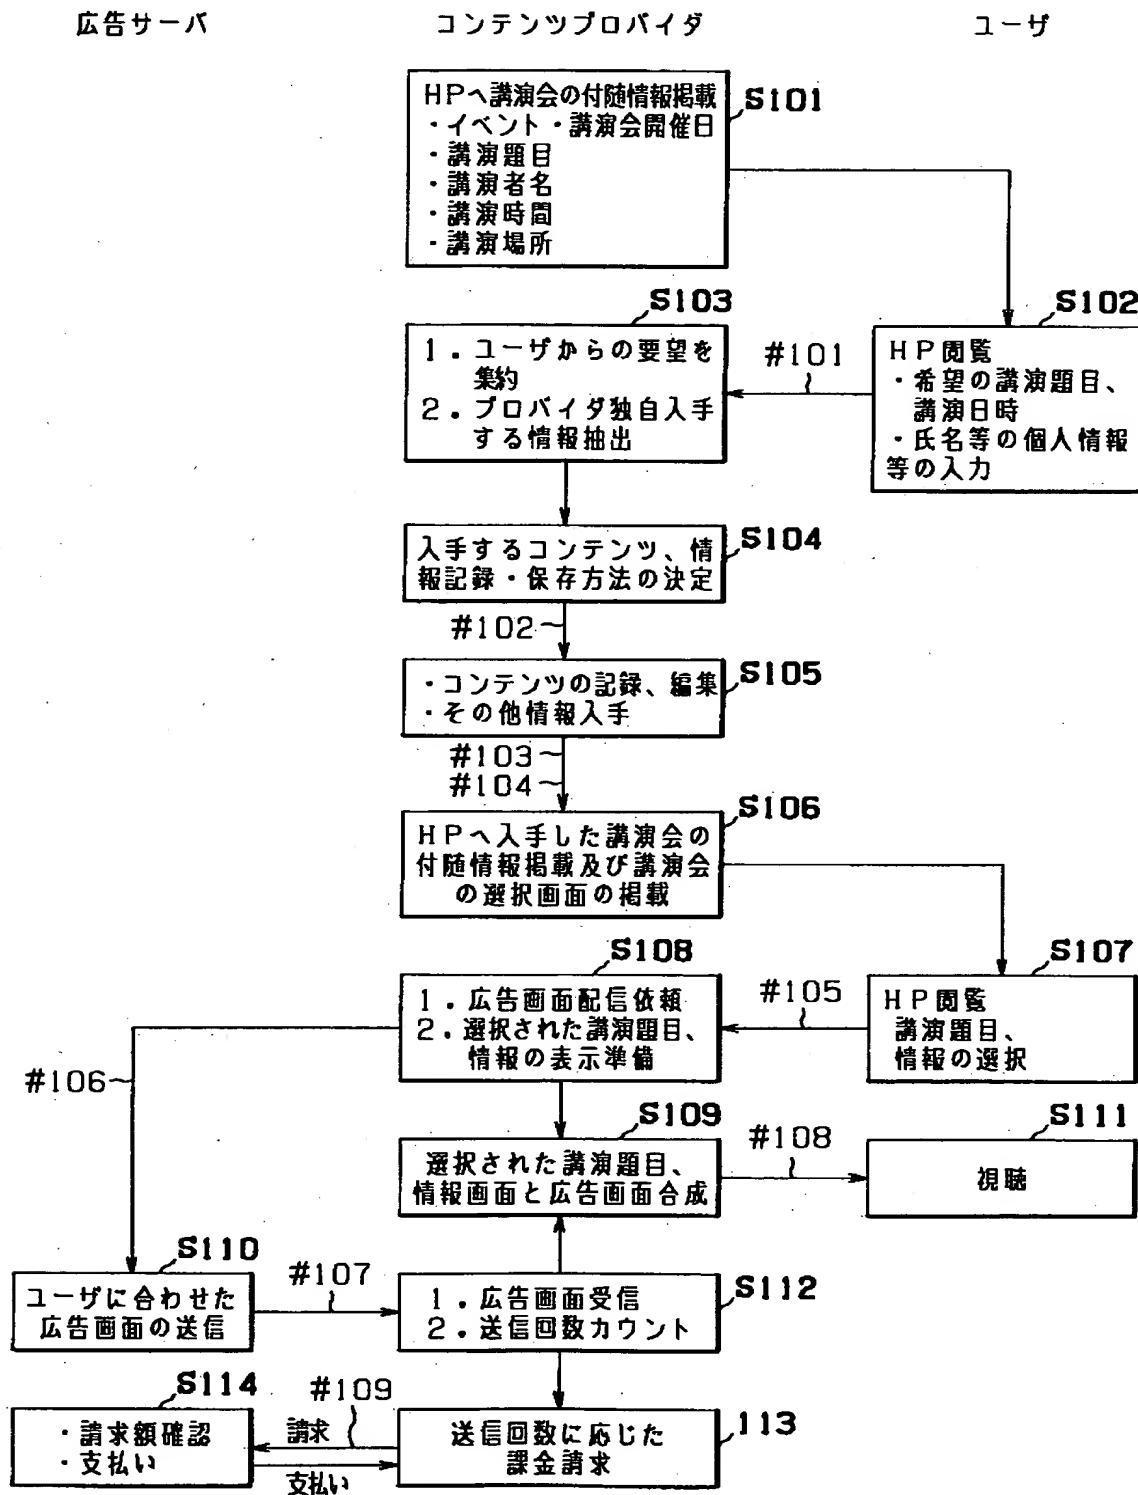 広告サーバ
コンテンツプロバイダ
ユーザ
HPへ講演会の付随情報掲載
・イベント・講演会開催日
・講演題目
・講演者名
・講演時間
・講演場所
S101
S103
1．ユーザからの要望を
集約
2．プロバイダ独自入手
する情報抽出
#101
S102
HP閲覧
・希望の講演題目、
講演日時
・氏名等の個人情報
等の入力
S104
入手するコンテンツ、情
報記録・保存方法の決定
#102
S105
・コンテンツの記録、編集
・その他情報入手
#103
#104
S106
HPへ入手した講演会の
付随情報掲載及び講演会
の選択画面の掲載
S108
1．広告画面配信依頼
2．選択された講演題目、
情報の表示準備
#105
S107
HP閲覧
講演題目、
情報の選択
#106
S109
選択された講演題目、
情報画面と広告画面合成
#108
S111
視聴
S110
ユーザに合わせた
広告画面の送信
#107
S112
1．広告画面受信
2．送信回数カウント
S114
・請求額確認
・支払い
#109
請求
支払い
113
送信回数に応じた
課金請求